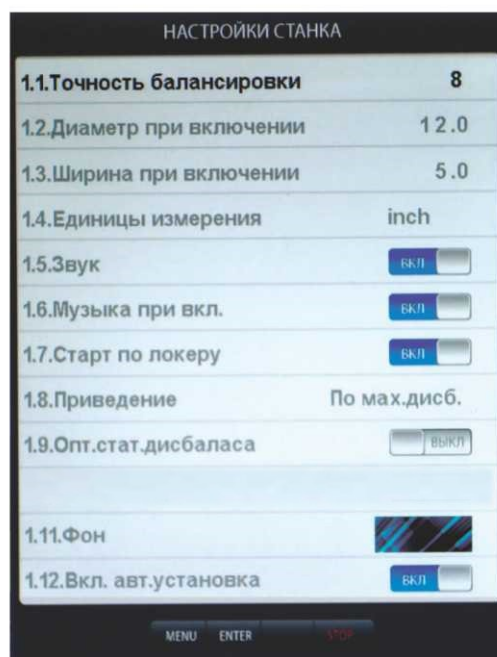 НАСТРОЙКИ СТАНКА
1.1.Точность балансировки 8
1.2.Диаметр при включении 12.0
1.3.Ширина при включении 5.0
1.4.Единицы измерения inch
1.5.Звук ВКЛ
1.6.Музыка при вкл. ВКЛ
1.7.Старт по локеру ВКЛ
1.8.Приведение По мах.дисб.
1.9.Опт.стат.дисбаласа ВЫКЛ
1.11.Фон
1.12.Вкл. авт.установка ВКЛ
MENU ENTER STOP